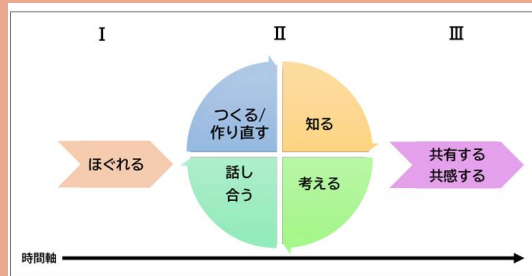 Ⅰ
Ⅱ
Ⅲ
ほぐれる
つくる/
作り直す
知る
話し
合う
考える
共有する
共感する
時間軸